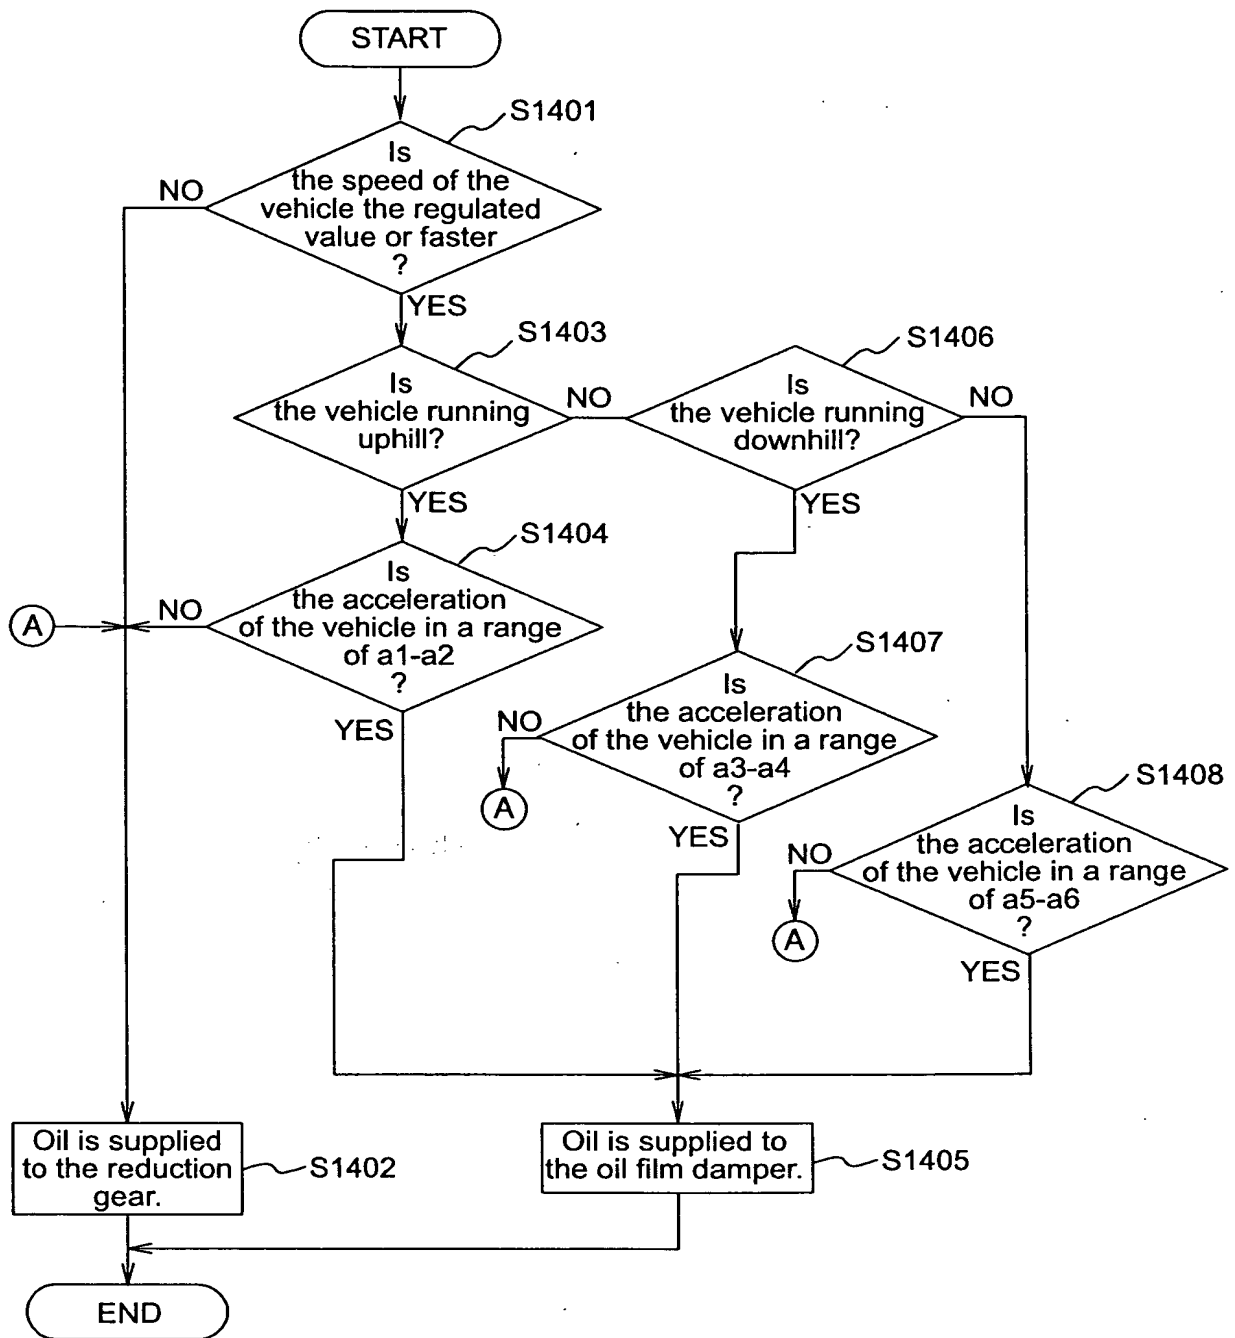 START
S1401
Is
the speed of the
vehicle the regulated
value or faster
?
NO
YES
S1403
Is
the vehicle running
uphill?
NO
YES
S1406
Is
the vehicle running
downhill?
NO
YES
S1404
Is
the acceleration
of the vehicle in a range
of a1-a2
?
A
NO
YES
S1407
Is
the acceleration
of the vehicle in a range
of a3-a4
?
NO
A
YES
S1408
Is
the acceleration
of the vehicle in a range
of a5-a6
?
NO
A
YES
Oil is supplied
to the reduction
gear.
S1402
Oil is supplied to
the oil film damper.
S1405
END